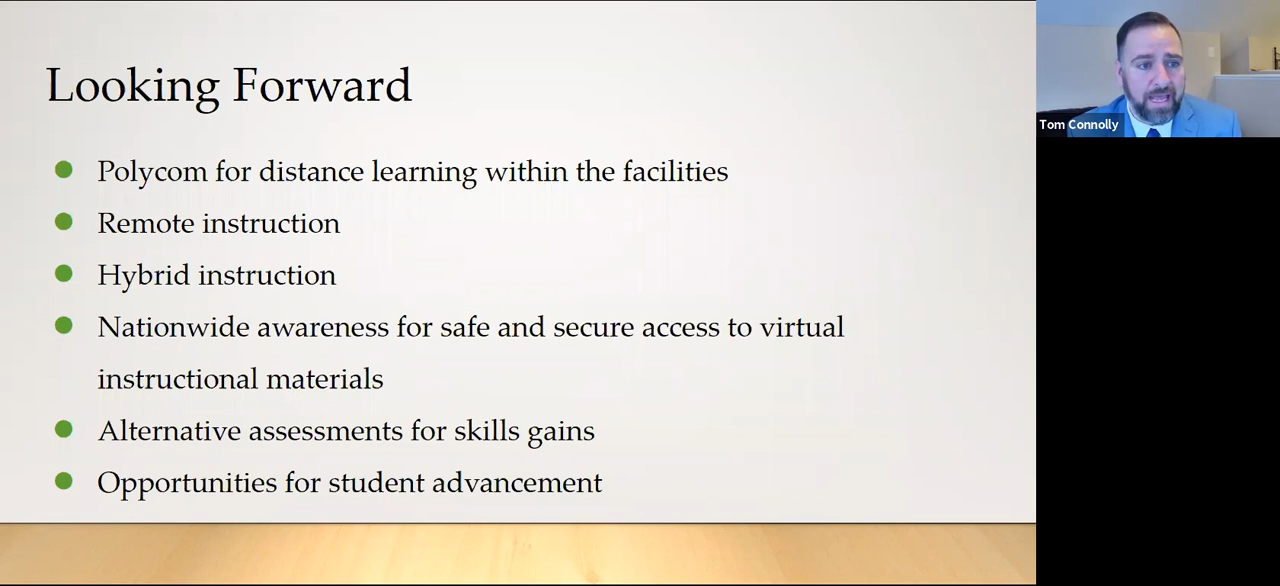 Looking Forward
Polycom for distance learning within the facilities
Remote instruction
Hybrid instruction
Nationwide awareness for safe and secure access to virtual
instructional materials
Alternative assessments for skills gains
Opportunities for student advancement
Tom Connolly